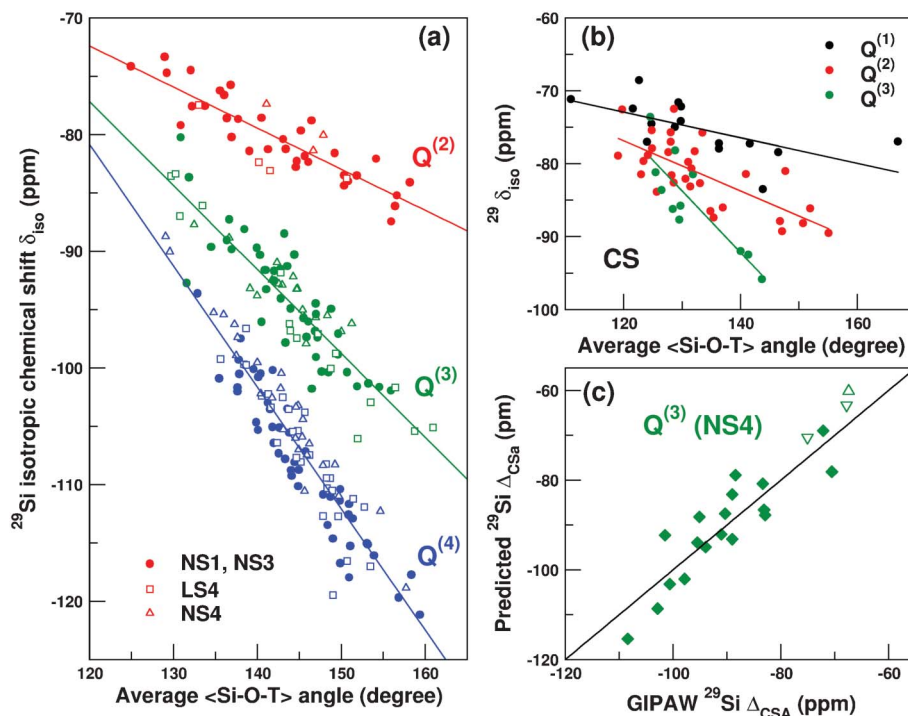 (a)
-70
-80
-90
-100
-110
-120
²⁹Si isotropic chemical shift δiso (ppm)
Q⁽²⁾
Q⁽³⁾
Q⁽⁴⁾
NS1, NS3
LS4
NS4
120 130 140 150 160
Average <Si-O-T> angle (degree)
(b)
-60
-70
-80
-90
-100
²⁹ δiso (ppm)
Q⁽¹⁾
Q⁽²⁾
Q⁽³⁾
CS
120 140 160
Average <Si-O-T> angle (degree)
(c)
Q⁽³⁾ (NS4)
-60
-80
-100
-120
Predicted ²⁹Si ΔCSa (pm)
-120 -100 -80 -60
GIPAW ²⁹Si ΔCSA (ppm)